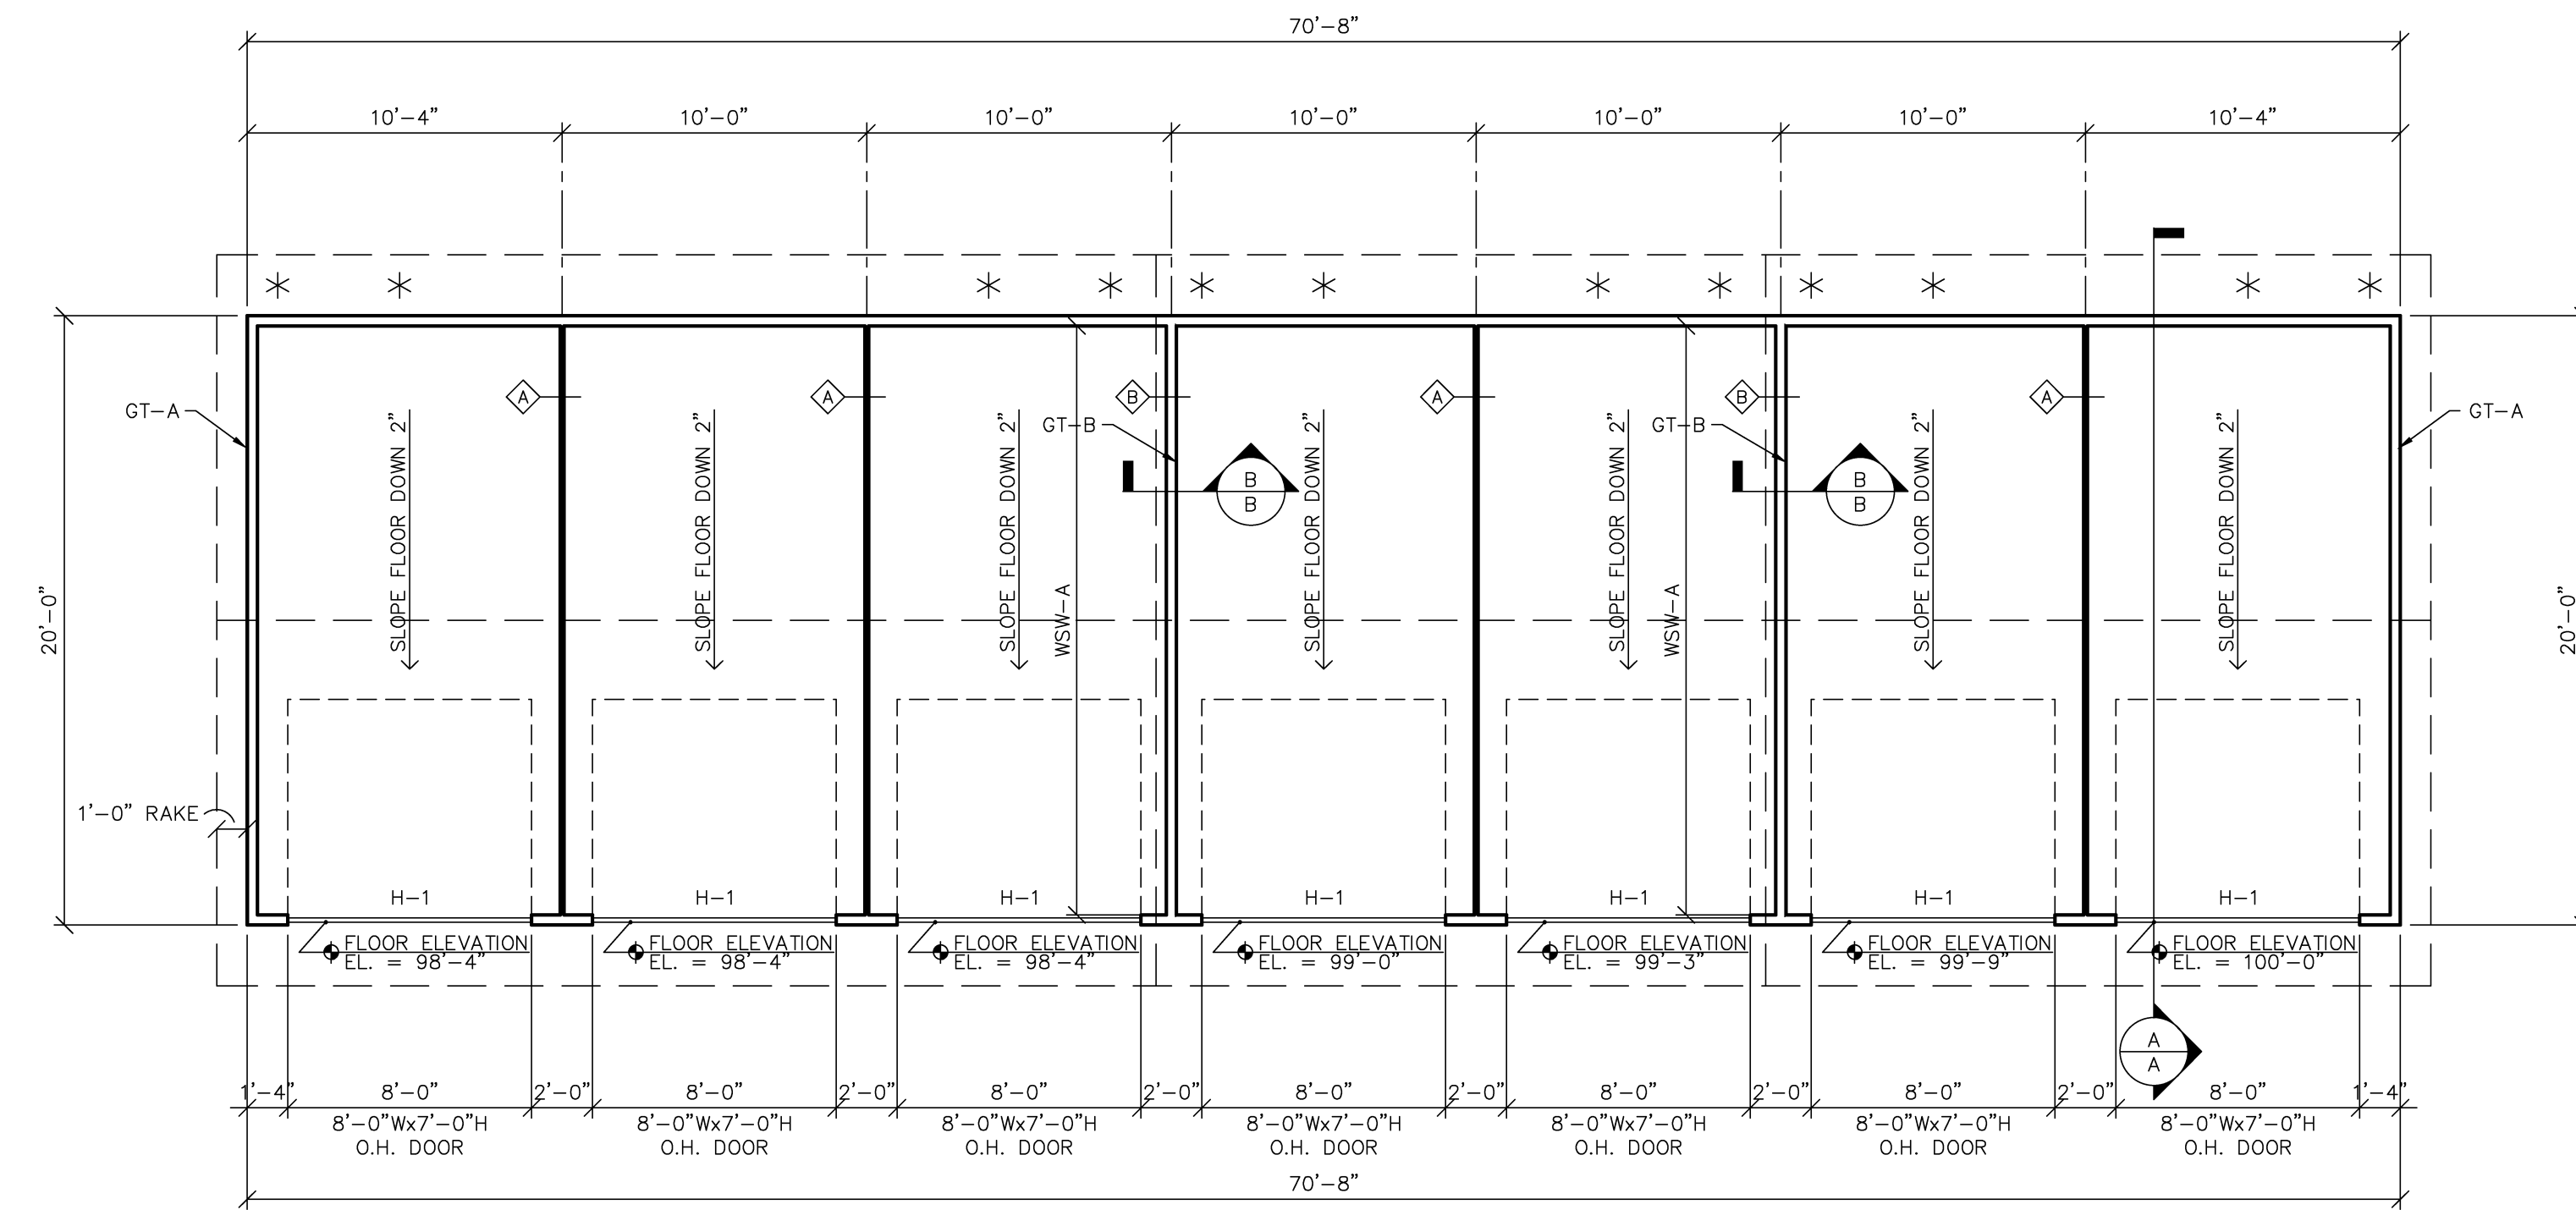 70'-8"
10'-4" 10'-0" 10'-0" 10'-0" 10'-0" 10'-0" 10'-4"
A A B A B A
GT-A GT-B GT-B GT-A
B B
B B
SLOPE FLOOR DOWN 2" SLOPE FLOOR DOWN 2" SLOPE FLOOR DOWN 2" SLOPE FLOOR DOWN 2" SLOPE FLOOR DOWN 2" SLOPE FLOOR DOWN 2" SLOPE FLOOR DOWN 2"
20'-0" WSW-A WSW-A 20'-0"
1'-0" RAKE
H-1 H-1 H-1 H-1 H-1 H-1 H-1
FLOOR ELEVATION FLOOR ELEVATION FLOOR ELEVATION FLOOR ELEVATION FLOOR ELEVATION FLOOR ELEVATION FLOOR ELEVATION
EL. = 98'-4" EL. = 98'-4" EL. = 98'-4" EL. = 99'-0" EL. = 99'-3" EL. = 99'-9" EL. = 100'-0"
A
A
1'-4" 8'-0" 2'-0" 8'-0" 2'-0" 8'-0" 2'-0" 8'-0" 2'-0" 8'-0" 2'-0" 8'-0" 2'-0" 8'-0" 1'-4"
8'-0"Wx7'-0"H 8'-0"Wx7'-0"H 8'-0"Wx7'-0"H 8'-0"Wx7'-0"H 8'-0"Wx7'-0"H 8'-0"Wx7'-0"H 8'-0"Wx7'-0"H
O.H. DOOR O.H. DOOR O.H. DOOR O.H. DOOR O.H. DOOR O.H. DOOR O.H. DOOR
70'-8"